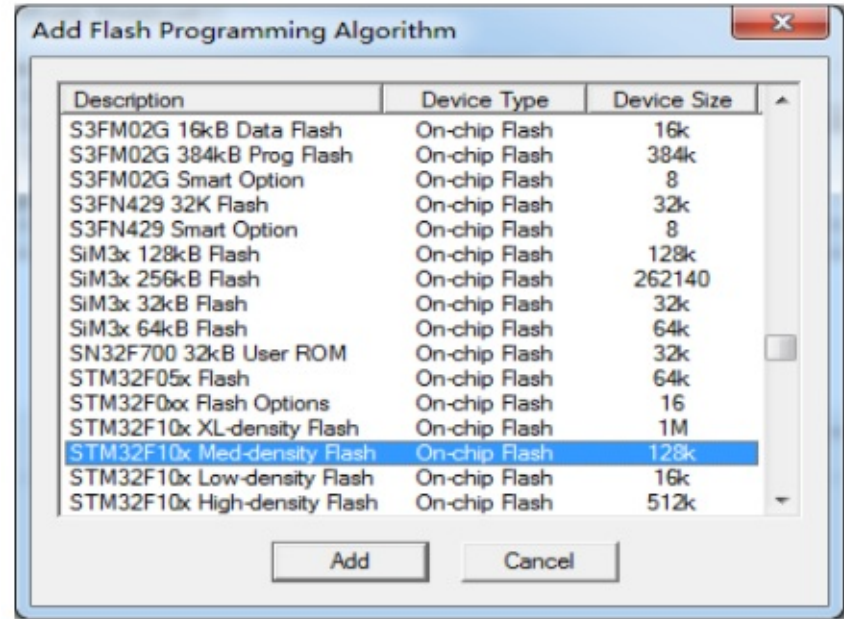 Add Flash Programming Algorithm
Description Device Type Device Size
S3FM02G 16kB Data Flash On-chip Flash 16k
S3FM02G 384kB Prog Flash On-chip Flash 384k
S3FM02G Smart Option On-chip Flash 8
S3FN429 32K Flash On-chip Flash 32k
S3FN429 Smart Option On-chip Flash 8
SiM3x 128kB Flash On-chip Flash 128k
SiM3x 256kB Flash On-chip Flash 262140
SiM3x 32kB Flash On-chip Flash 32k
SiM3x 64kB Flash On-chip Flash 64k
SN32F700 32kB User ROM On-chip Flash 32k
STM32F05x Flash On-chip Flash 64k
STM32F0xx Flash Options On-chip Flash 16
STM32F10x XL-density Flash On-chip Flash 1M
STM32F10x Med-density Flash On-chip Flash 128k
STM32F10x Low-density Flash On-chip Flash 16k
STM32F10x High-density Flash On-chip Flash 512k
Add Cancel